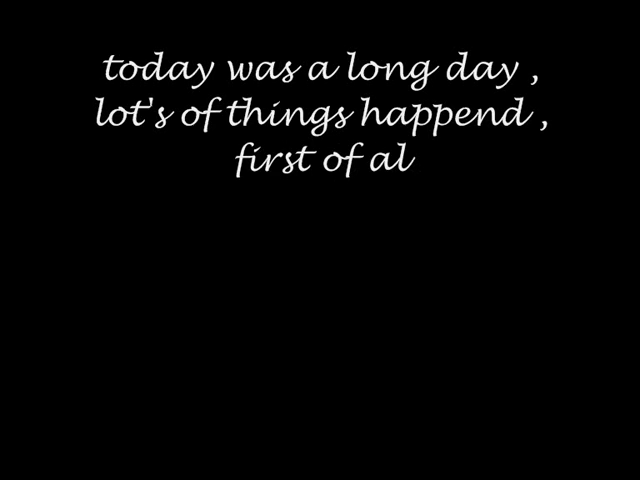 today was a long day ,
lot's of things happend ,
first of al